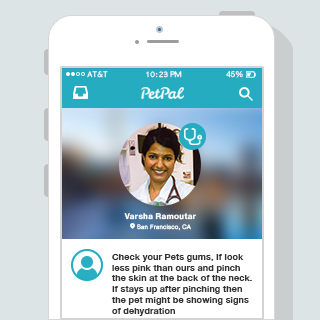 AT&T 10:23 PM 45%
PetPal
Varsha Ramoutar
San Francisco, CA
Check your Pets gums, If look
less pink than ours and pinch
the skin at the back of the neck.
If stays up after pinching then
the pet might be showing signs
of dehydration